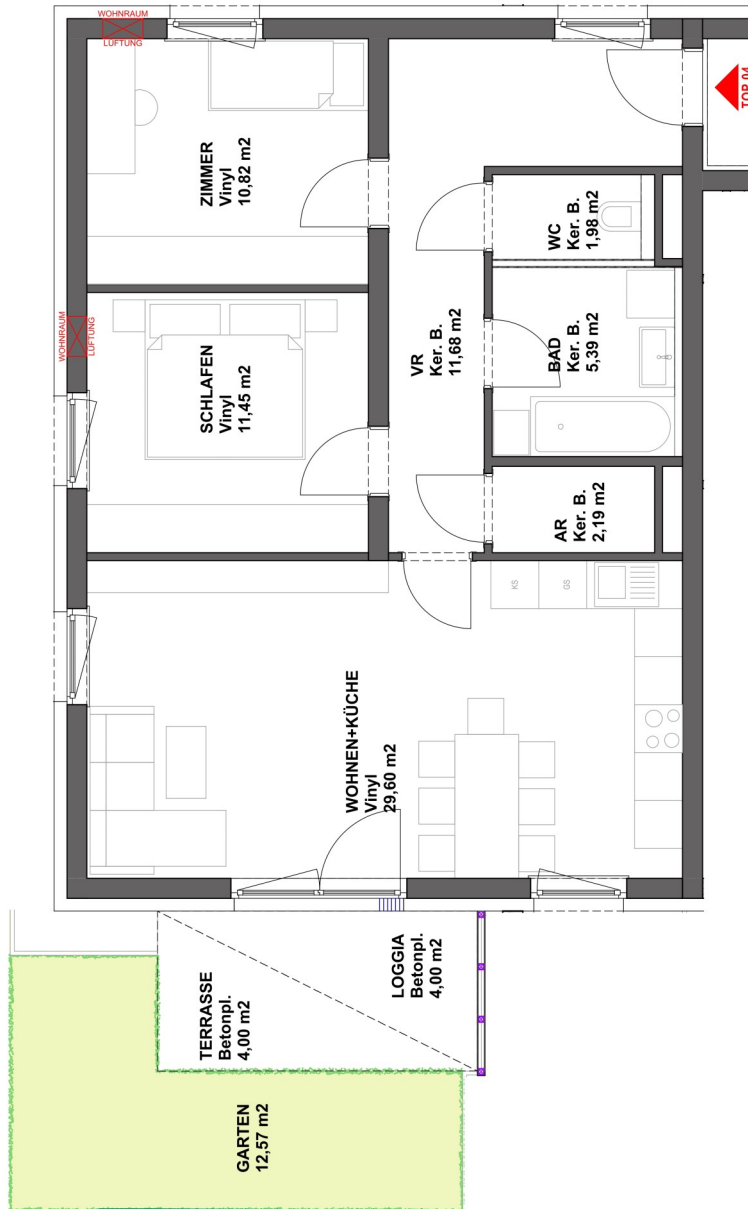 WOHNRAUM
LÜFTUNG
ZIMMER
Vinyl
10,82 m2
TOP 04
WC
Ker. B.
1,98 m2
WOHNRAUM
LÜFTUNG
SCHLAFEN
Vinyl
11,45 m2
VR
Ker. B.
11,68 m2
BAD
Ker. B.
5,39 m2
AR
Ker. B.
2,19 m2
KS
GS
WOHNEN+KÜCHE
Vinyl
29,60 m2
TERRASSE
Betonpl.
4,00 m2
LOGGIA
Betonpl.
4,00 m2
GARTEN
12,57 m2